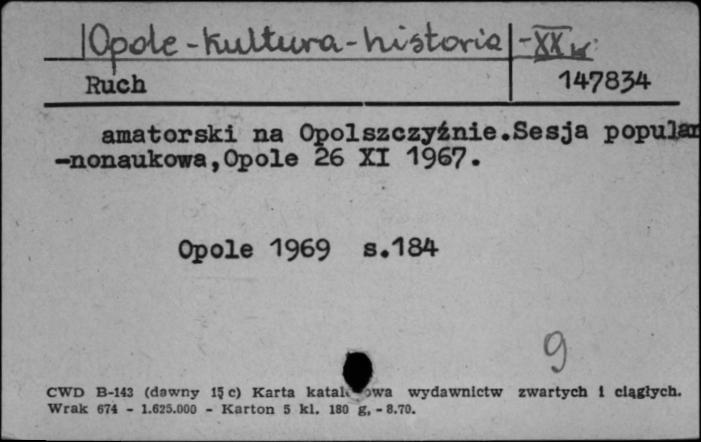 Opole - kultura - historia - XX w.
Ruch 147834
amatorski na Opolszczyźnie.Sesja popular
-nonaukowa,Opole 26 XI 1967.
Opole 1969 s.184
9
CWD B-143 (dawny 15 c) Karta katal owa wydawnictw zwartych i ciągłych.
Wrak 674 - 1.625.000 - Karton 5 kl. 180 g, - 8.70.